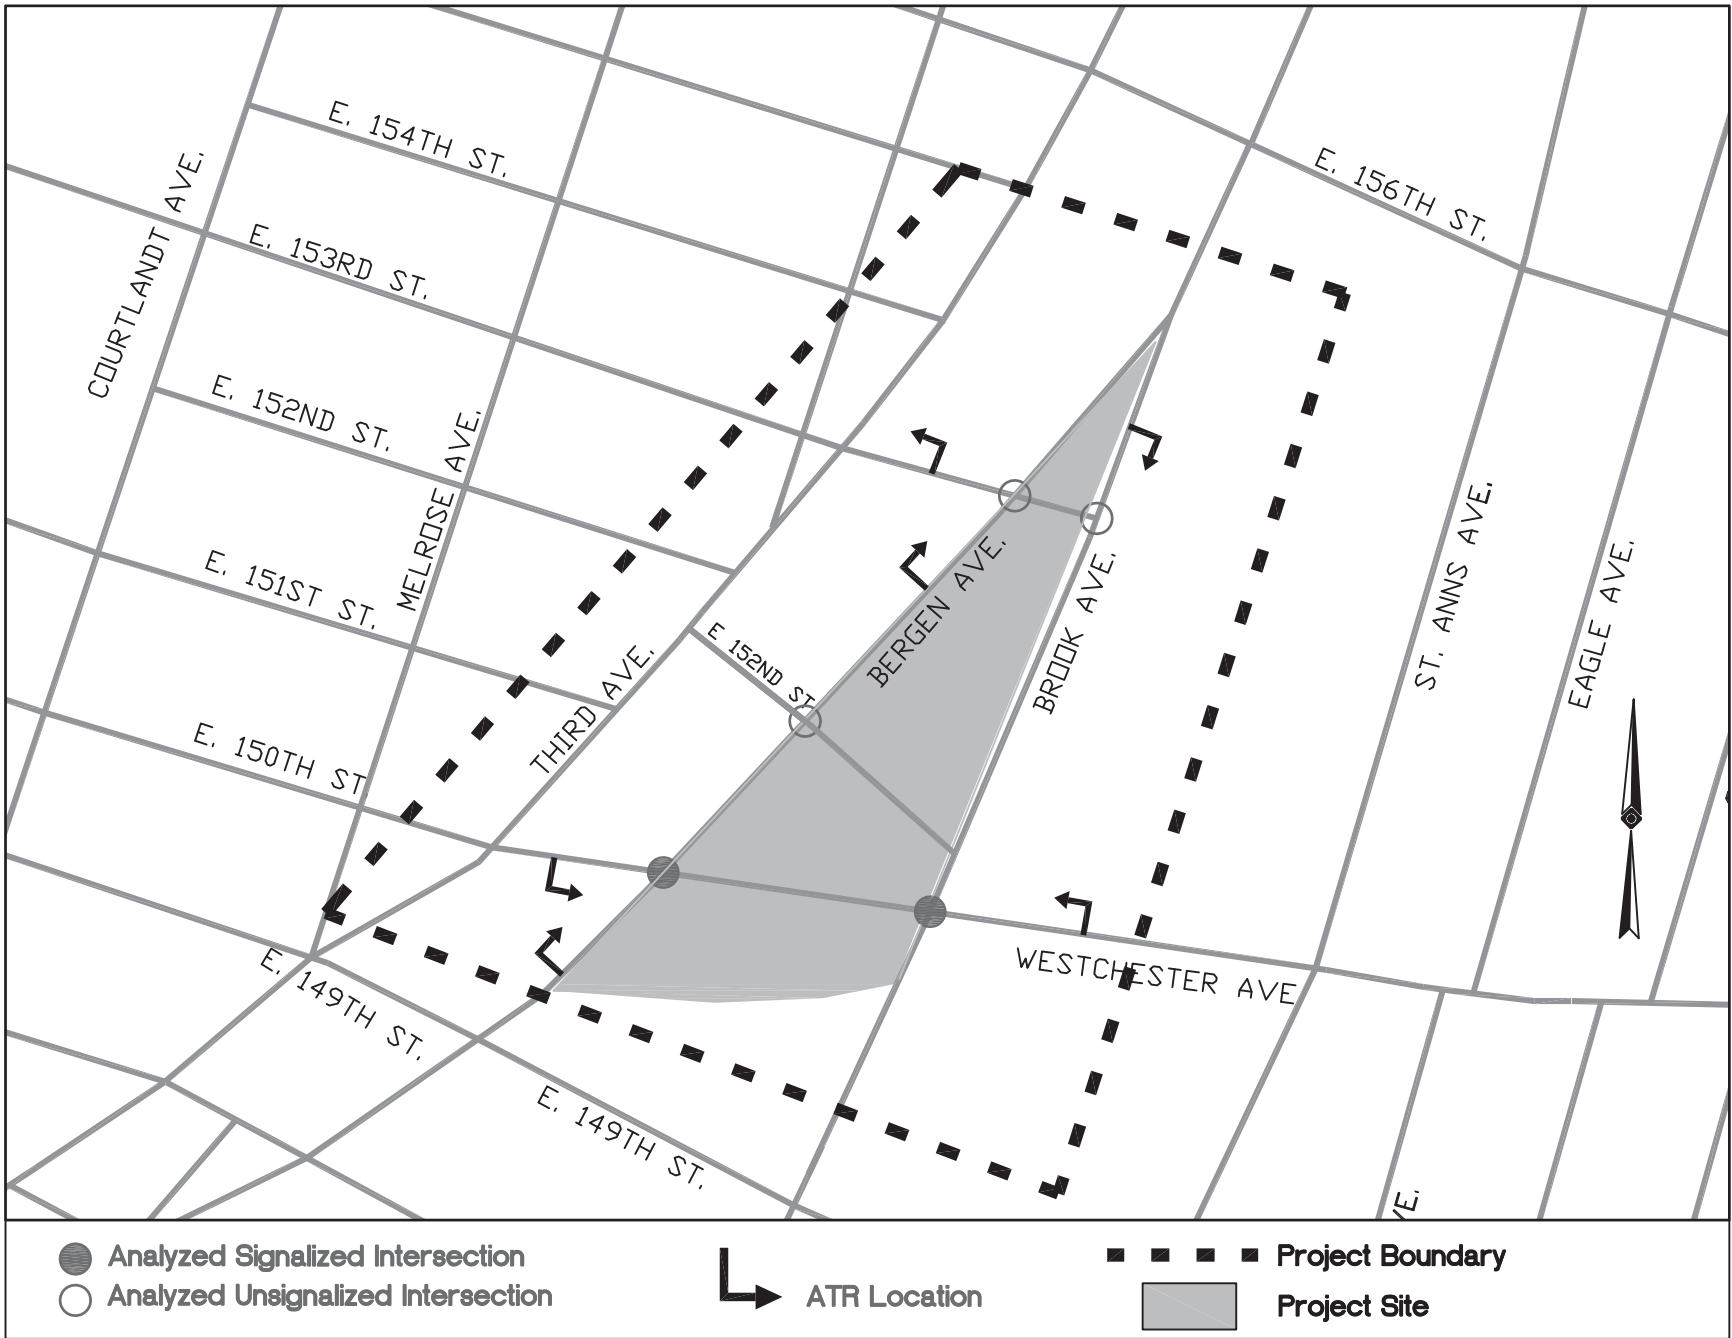 E. 154TH ST.
E. 156TH ST.
COURTLANDT AVE.
E. 153RD ST.
E. 152ND ST.
MELROSE AVE.
E. 151ST ST.
E. 150TH ST
THIRD AVE.
E 152ND ST.
BERGEN AVE.
BROOK AVE.
ST. ANNS AVE.
EAGLE AVE.
WESTCHESTER AVE
E. 149TH ST.
E. 149TH ST.
VE.
Analyzed Signalized Intersection
Analyzed Unsignalized Intersection
ATR Location
Project Boundary
Project Site